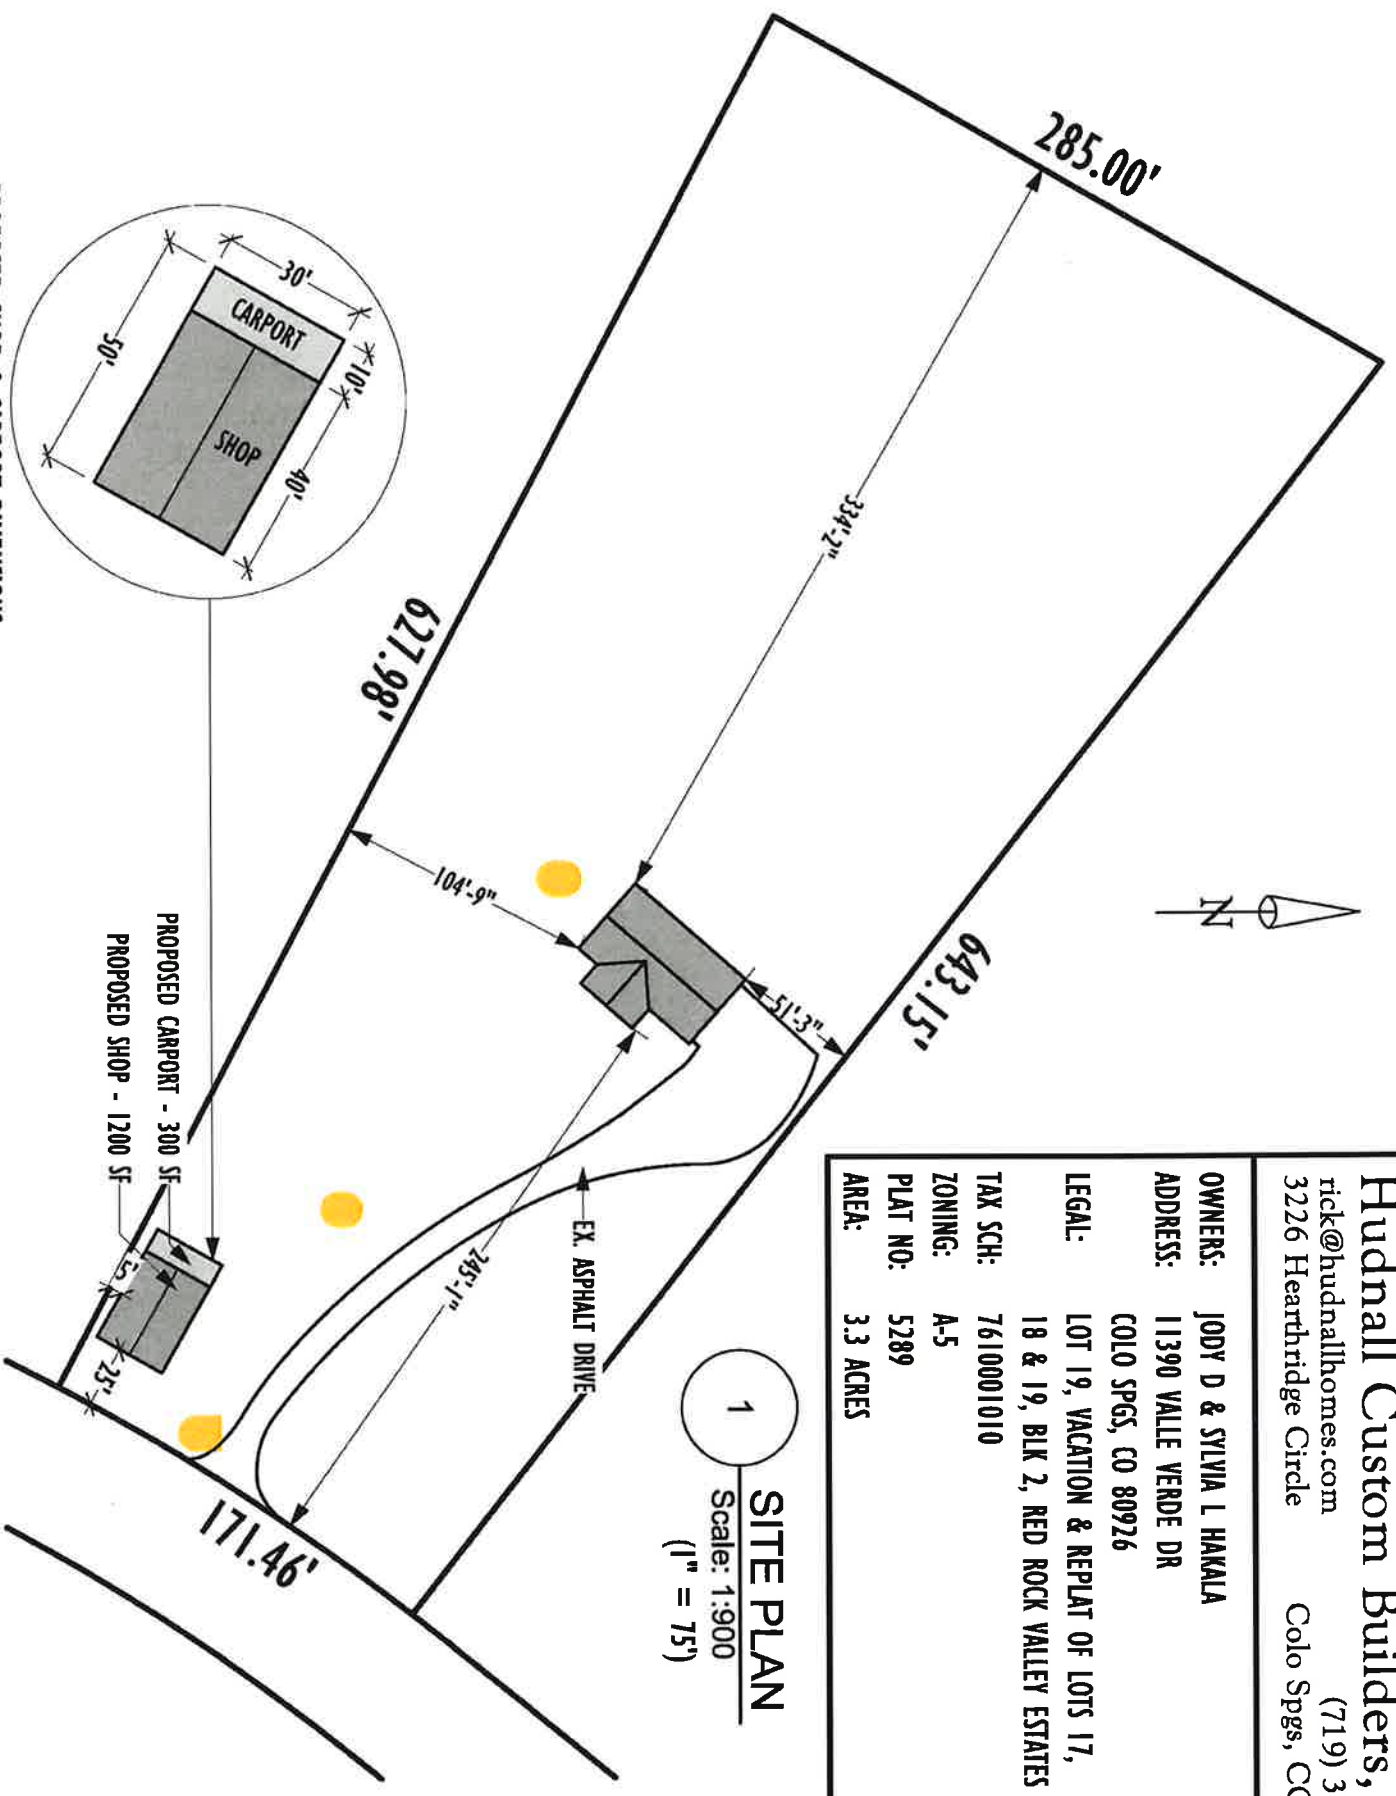 Hudnall Custom Builders,
rick@hudnallhomes.com (719) 3
3226 Hearthridge Circle Colo Spgs, CO
OWNERS: JODY D & SYLVIA L HAKALA
ADDRESS: 11390 VALLE VERDE DR
COLO SPGS, CO 80926
LEGAL: LOT 19, VACATION & REPLAT OF LOTS 17,
18 & 19, BLK 2, RED ROCK VALLEY ESTATES
TAX SCH: 7610001010
ZONING: A-5
PLAT NO: 5289
AREA: 3.3 ACRES
N
285.00'
334'-2"
643.15'
51'-3"
104'-9"
627.98'
EX. ASPHALT DRIVE
245'-1"
171.46'
1
SITE PLAN
Scale: 1:900
(1" = 75')
30'
CARPORT
10'
SHOP
40'
50'
PROPOSED CARPORT - 300 SF
PROPOSED SHOP - 1200 SF
5'
25'